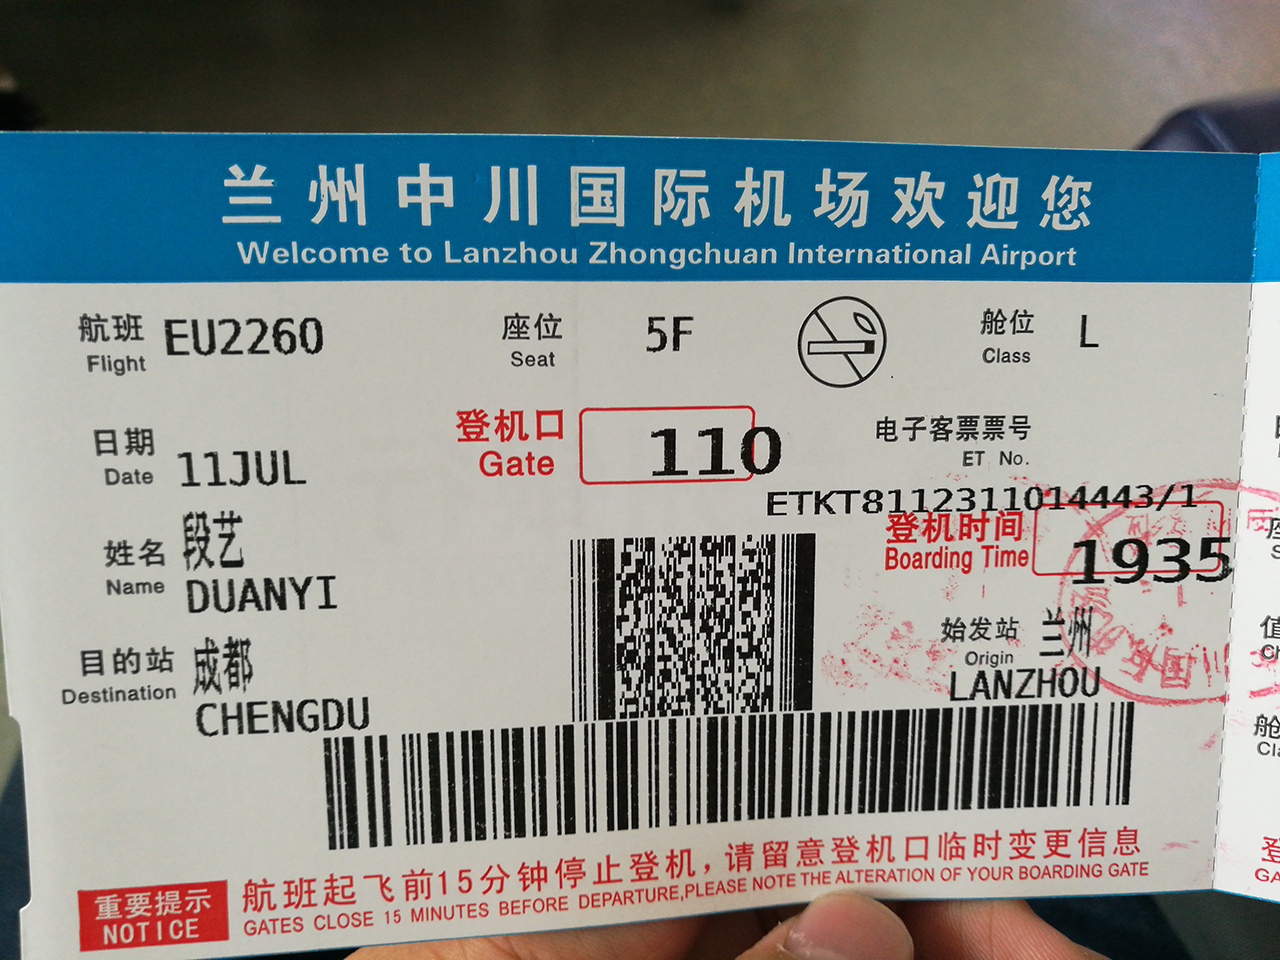 兰州中川国际机场欢迎您
Welcome to Lanzhou Zhongchuan International Airport
航班 EU2260
Flight
座位 5F
Seat
舱位 L
Class
日期 11JUL
Date
登机口 110
Gate
电子客票票号
ET No.
ETKT8112311014443/1
姓名 段艺
Name DUANYI
登机时间 1935
Boarding Time
目的站 成都
Destination CHENGDU
始发站 兰州
Origin
LANZHOU
重要提示
NOTICE
航班起飞前15分钟停止登机，请留意登机口临时变更信息
GATES CLOSE 15 MINUTES BEFORE DEPARTURE,PLEASE NOTE THE ALTERATION OF YOUR BOARDING GATE